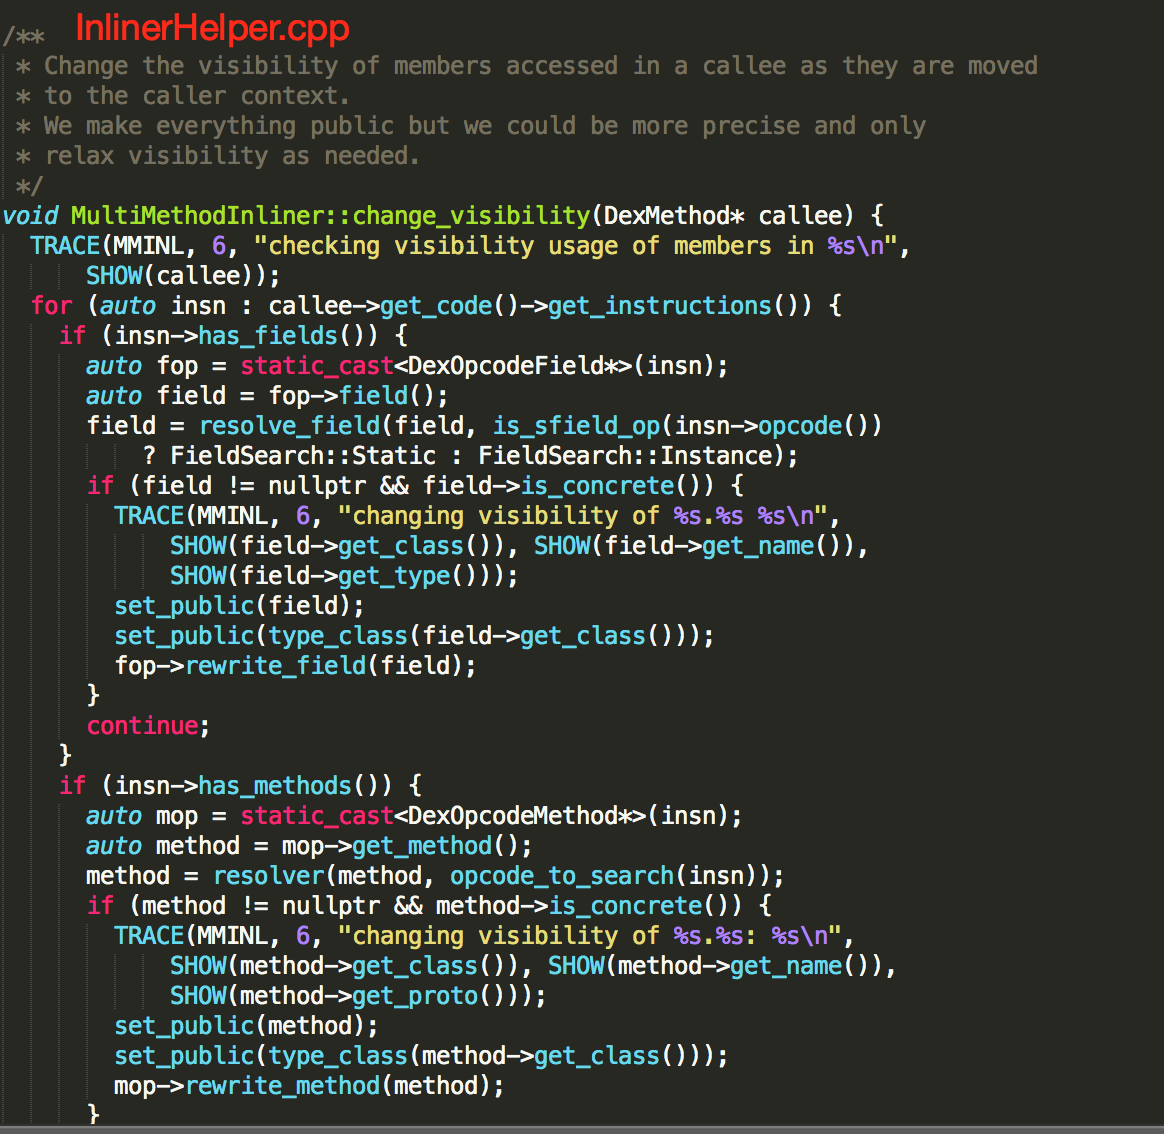 /** InlinerHelper.cpp
 * Change the visibility of members accessed in a callee as they are moved
 * to the caller context.
 * We make everything public but we could be more precise and only
 * relax visibility as needed.
 */
void MultiMethodInliner::change_visibility(DexMethod* callee) {
  TRACE(MMINL, 6, "checking visibility usage of members in %s\n",
      SHOW(callee));
  for (auto insn : callee->get_code()->get_instructions()) {
    if (insn->has_fields()) {
      auto fop = static_cast<DexOpcodeField*>(insn);
      auto field = fop->field();
      field = resolve_field(field, is_sfield_op(insn->opcode())
          ? FieldSearch::Static : FieldSearch::Instance);
      if (field != nullptr && field->is_concrete()) {
        TRACE(MMINL, 6, "changing visibility of %s.%s %s\n",
            SHOW(field->get_class()), SHOW(field->get_name()),
            SHOW(field->get_type()));
        set_public(field);
        set_public(type_class(field->get_class()));
        fop->rewrite_field(field);
      }
      continue;
    }
    if (insn->has_methods()) {
      auto mop = static_cast<DexOpcodeMethod*>(insn);
      auto method = mop->get_method();
      method = resolver(method, opcode_to_search(insn));
      if (method != nullptr && method->is_concrete()) {
        TRACE(MMINL, 6, "changing visibility of %s.%s: %s\n",
            SHOW(method->get_class()), SHOW(method->get_name()),
            SHOW(method->get_proto()));
        set_public(method);
        set_public(type_class(method->get_class()));
        mop->rewrite_method(method);
      }